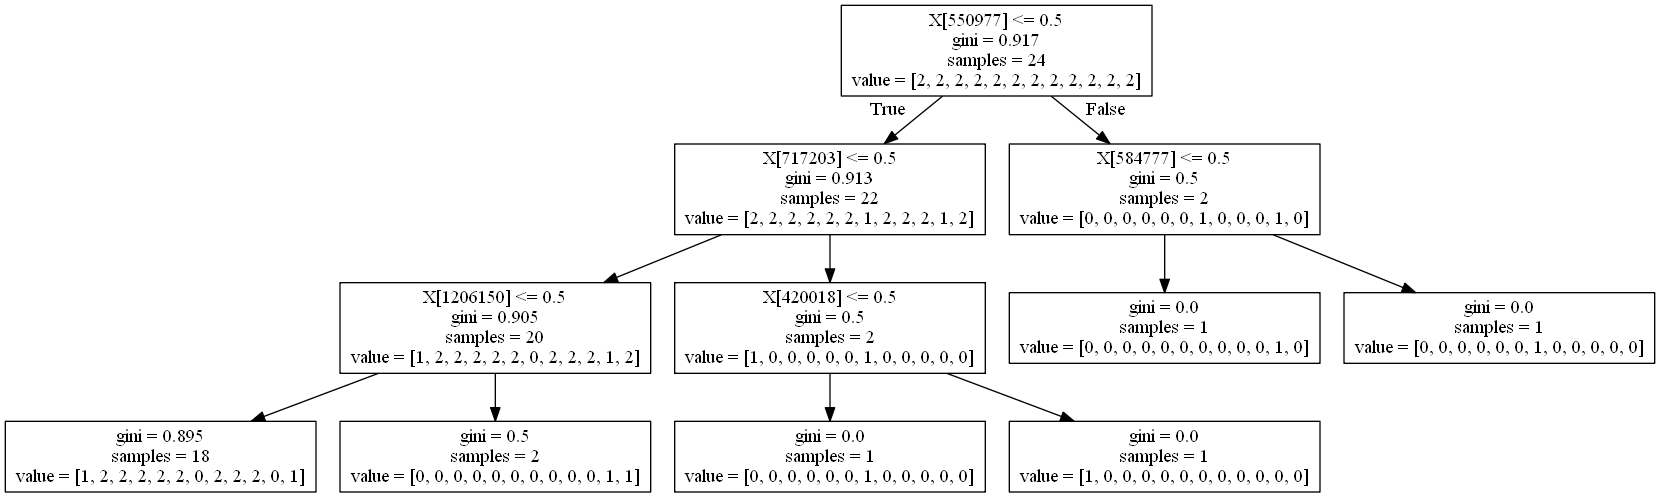 X[550977] <= 0.5
gini = 0.917
samples = 24
value = [2, 2, 2, 2, 2, 2, 2, 2, 2, 2, 2, 2]
True
False
X[717203] <= 0.5
gini = 0.913
samples = 22
value = [2, 2, 2, 2, 2, 2, 1, 2, 2, 2, 1, 2]
X[584777] <= 0.5
gini = 0.5
samples = 2
value = [0, 0, 0, 0, 0, 0, 1, 0, 0, 0, 1, 0]
X[1206150] <= 0.5
gini = 0.905
samples = 20
value = [1, 2, 2, 2, 2, 2, 0, 2, 2, 2, 1, 2]
X[420018] <= 0.5
gini = 0.5
samples = 2
value = [1, 0, 0, 0, 0, 0, 1, 0, 0, 0, 0, 0]
gini = 0.0
samples = 1
value = [0, 0, 0, 0, 0, 0, 0, 0, 0, 0, 1, 0]
gini = 0.0
samples = 1
value = [0, 0, 0, 0, 0, 0, 1, 0, 0, 0, 0, 0]
gini = 0.895
samples = 18
value = [1, 2, 2, 2, 2, 2, 0, 2, 2, 2, 0, 1]
gini = 0.5
samples = 2
value = [0, 0, 0, 0, 0, 0, 0, 0, 0, 0, 1, 1]
gini = 0.0
samples = 1
value = [0, 0, 0, 0, 0, 0, 1, 0, 0, 0, 0, 0]
gini = 0.0
samples = 1
value = [1, 0, 0, 0, 0, 0, 0, 0, 0, 0, 0, 0]